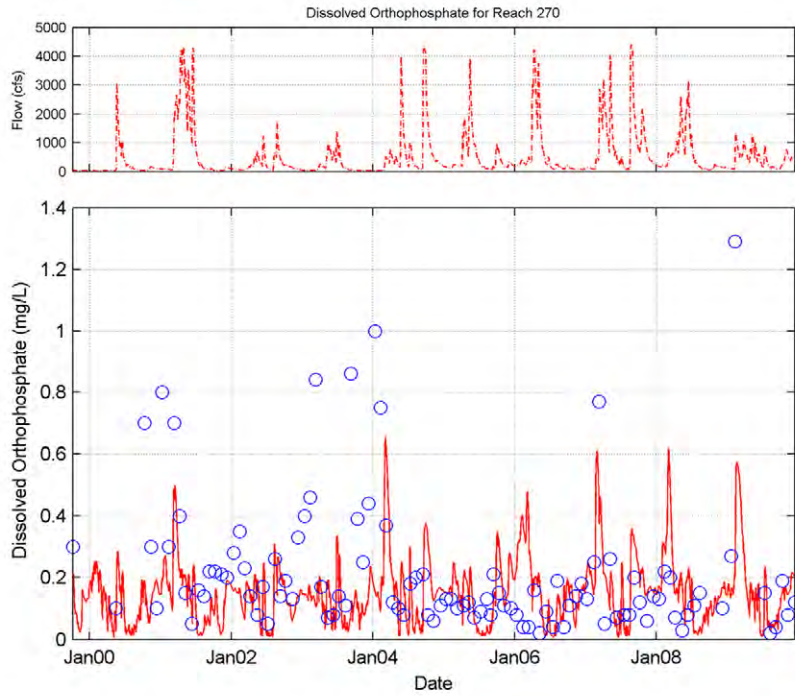 Dissolved Orthophosphate for Reach 270
Flow (cfs)
5000
4000
3000
2000
1000
0
Dissolved Orthophosphate (mg/L)
1.4
1.2
1
0.8
0.6
0.4
0.2
0
Jan00 Jan02 Jan04 Jan06 Jan08
Date